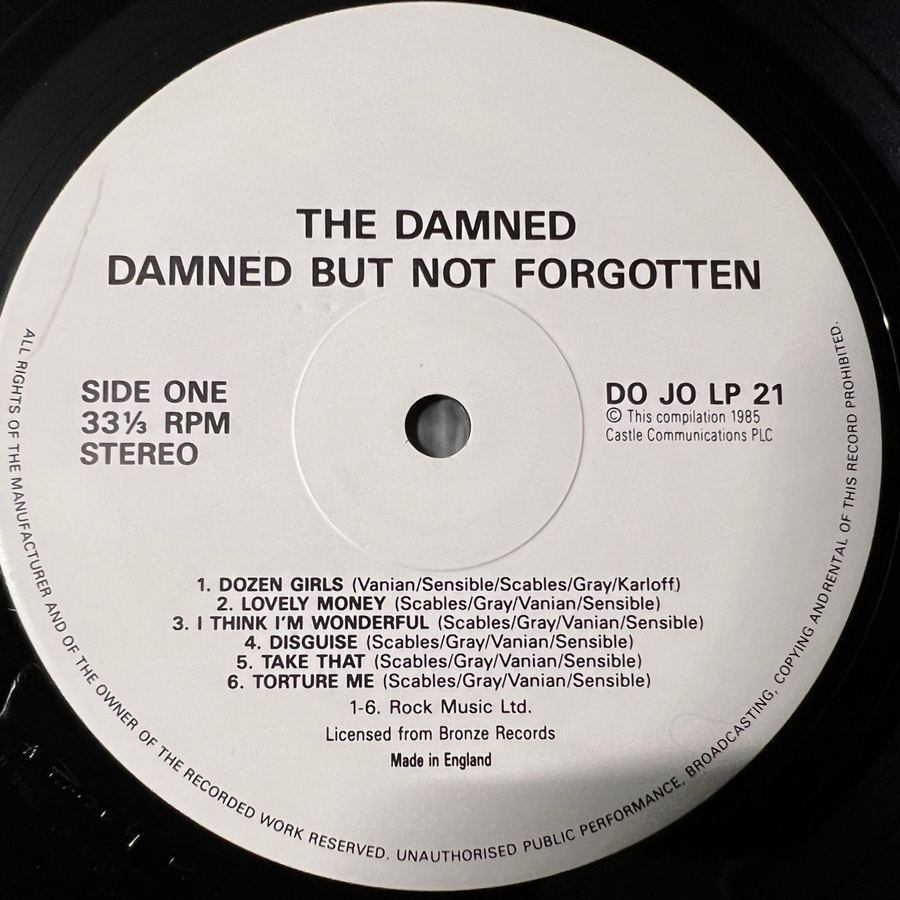 THE DAMNED
DAMNED BUT NOT FORGOTTEN
SIDE ONE
33⅓ RPM
STEREO
DO JO LP 21
© This compilation 1985
Castle Communications PLC
1. DOZEN GIRLS (Vanian/Sensible/Scables/Gray/Karloff)
2. LOVELY MONEY (Scables/Gray/Vanian/Sensible)
3. I THINK I'M WONDERFUL (Scables/Gray/Vanian/Sensible)
4. DISGUISE (Scables/Gray/Vanian/Sensible)
5. TAKE THAT (Scables/Gray/Vanian/Sensible)
6. TORTURE ME (Scables/Gray/Vanian/Sensible)
1-6. Rock Music Ltd.
Licensed from Bronze Records
Made in England
ALL RIGHTS OF THE MANUFACTURER AND OF THE OWNER OF THE RECORDED WORK RESERVED. UNAUTHORISED PUBLIC PERFORMANCE, BROADCASTING, COPYING AND RENTAL OF THIS RECORD PROHIBITED.